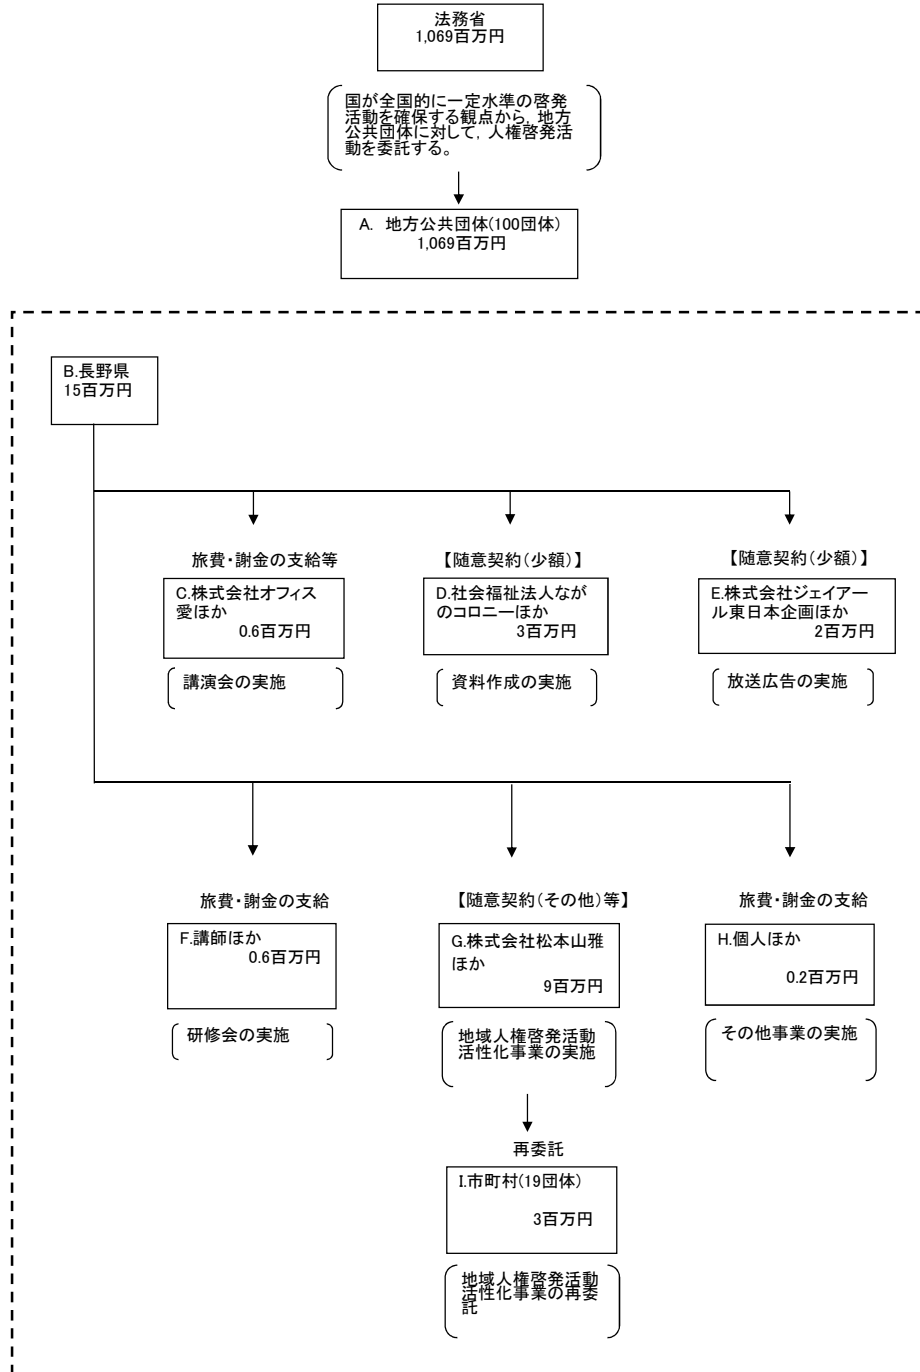 法務省
1,069百万円
国が全国的に一定水準の啓発
活動を確保する観点から，地方
公共団体に対して，人権啓発活
動を委託する。
A. 地方公共団体(100団体)
1,069百万円
B.長野県
15百万円
旅費・謝金の支給等
C.株式会社オフィス
愛ほか
0.6百万円
講演会の実施
【随意契約(少額)】
D.社会福祉法人なが
のコロニーほか
3百万円
資料作成の実施
【随意契約(少額)】
E.株式会社ジェイアー
ル東日本企画ほか
2百万円
放送広告の実施
旅費・謝金の支給
F.講師ほか
0.6百万円
研修会の実施
【随意契約(その他)等】
G.株式会社松本山雅
ほか
9百万円
地域人権啓発活動
活性化事業の実施
旅費・謝金の支給
H.個人ほか
0.2百万円
その他事業の実施
再委託
I.市町村(19団体)
3百万円
地域人権啓発活動
活性化事業の再委
託